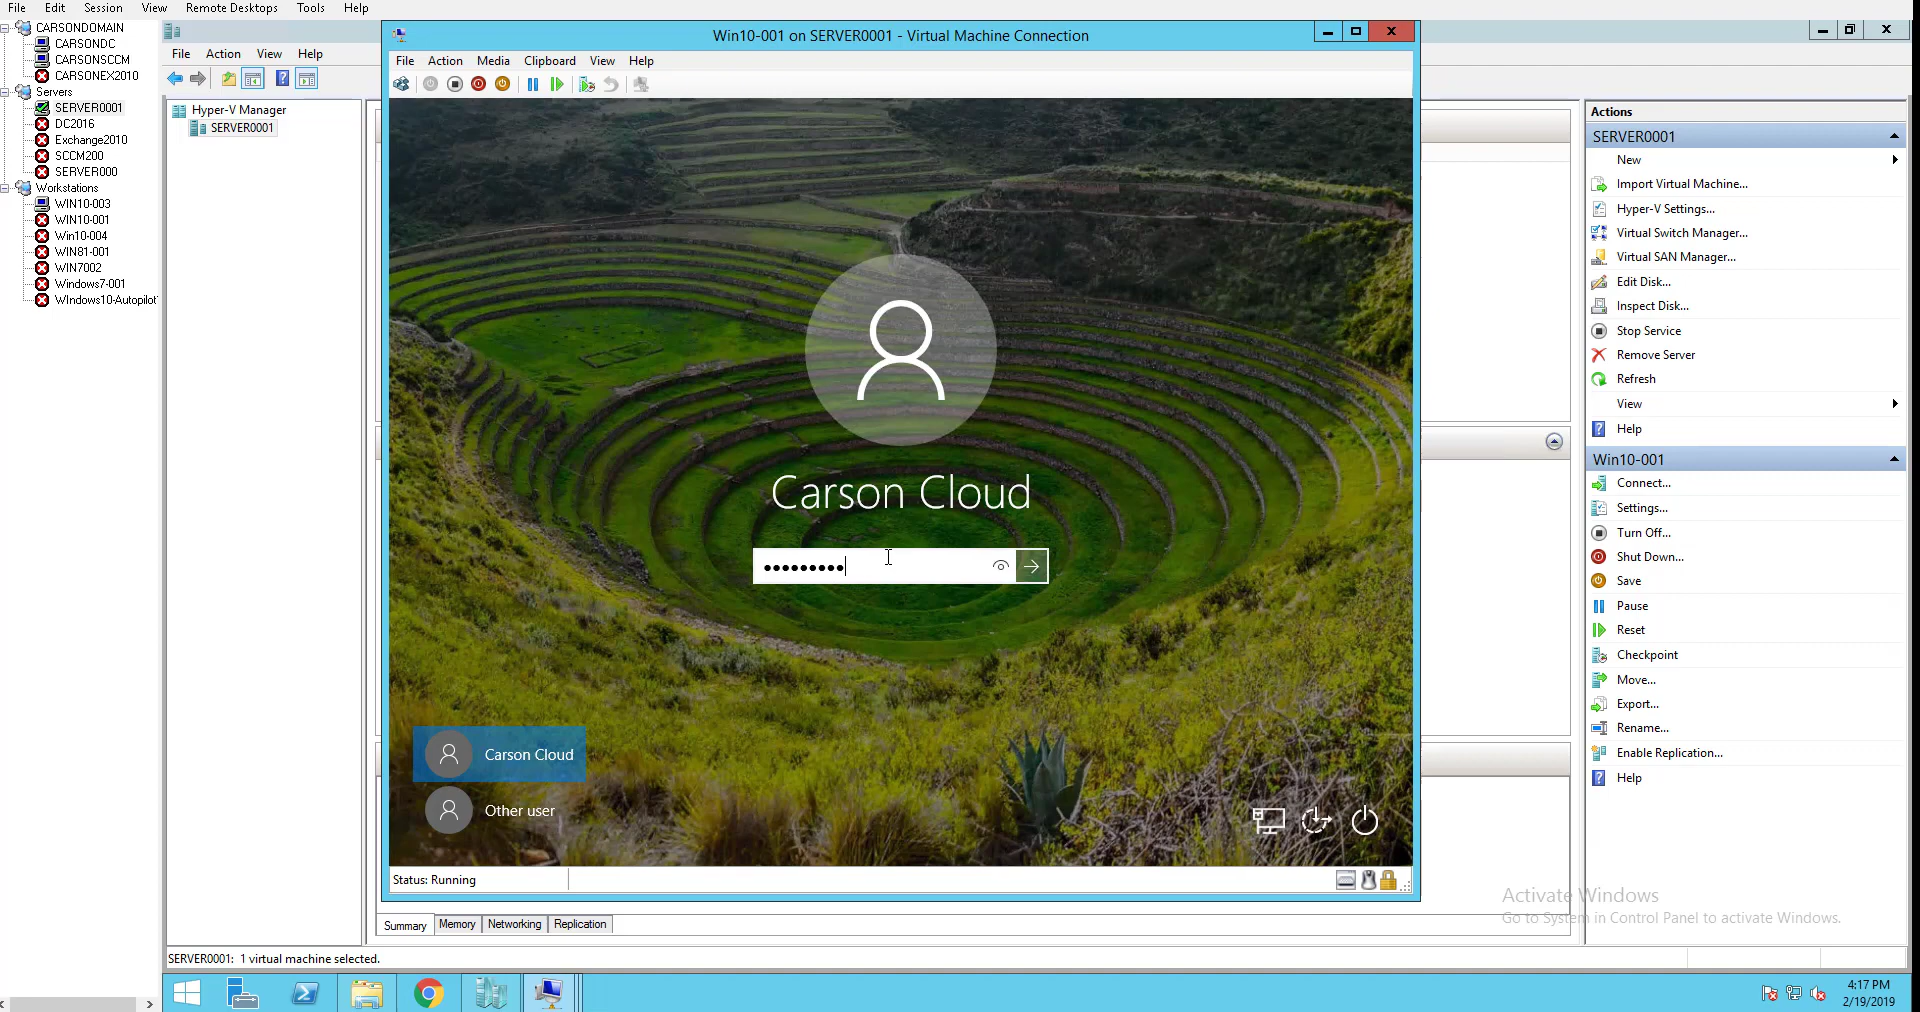 File Edit Session View Remote Desktops Tools Help
CARSONDOMAIN
CARSONDC
CARSONSCCM
CARSONEX2010
Servers
SERVER0001
DC2016
Exchange2010
SCCM200
SERVER000
Workstations
WIN10-003
WIN10-001
Win10-004
WIN81-001
WIN7002
Windows7-001
WIndows10-Autopilot
File Action View Help
Hyper-V Manager
SERVER0001
Win10-001 on SERVER0001 - Virtual Machine Connection
File Action Media Clipboard View Help
Carson Cloud
Carson Cloud
Other user
Status: Running
Summary Memory Networking Replication
SERVER0001: 1 virtual machine selected.
Actions
SERVER0001
New
Import Virtual Machine...
Hyper-V Settings...
Virtual Switch Manager...
Virtual SAN Manager...
Edit Disk...
Inspect Disk...
Stop Service
Remove Server
Refresh
View
Help
Win10-001
Connect...
Settings...
Turn Off...
Shut Down...
Save
Pause
Reset
Checkpoint
Move...
Export...
Rename...
Enable Replication...
Help
Activate Windows
Go to System in Control Panel to activate Windows.
4:17 PM
2/19/2019